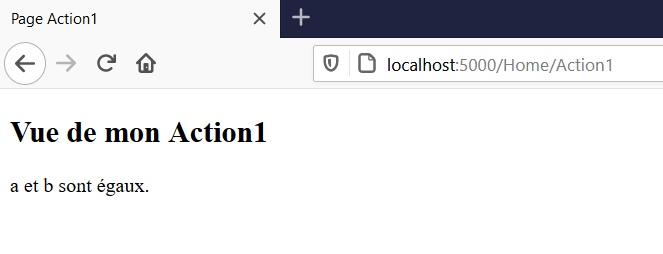 Page Action1
localhost:5000/Home/Action1
Vue de mon Action1
a et b sont égaux.